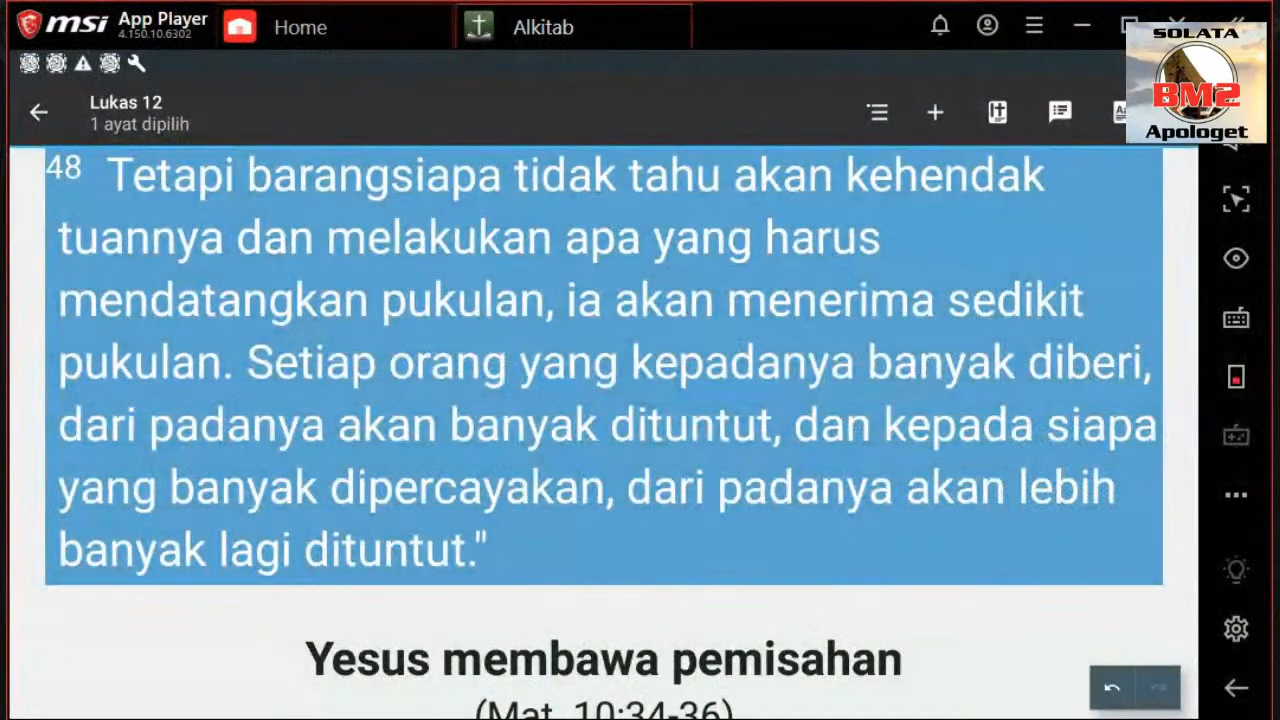 msi App Player
4.150.10.6302
Home
Alkitab
SOLATA
BM2
Apologet
Lukas 12
1 ayat dipilih
48 Tetapi barangsiapa tidak tahu akan kehendak
tuannya dan melakukan apa yang harus
mendatangkan pukulan, ia akan menerima sedikit
pukulan. Setiap orang yang kepadanya banyak diberi,
dari padanya akan banyak dituntut, dan kepada siapa
yang banyak dipercayakan, dari padanya akan lebih
banyak lagi dituntut."
Yesus membawa pemisahan
(Mat. 10:34-36)